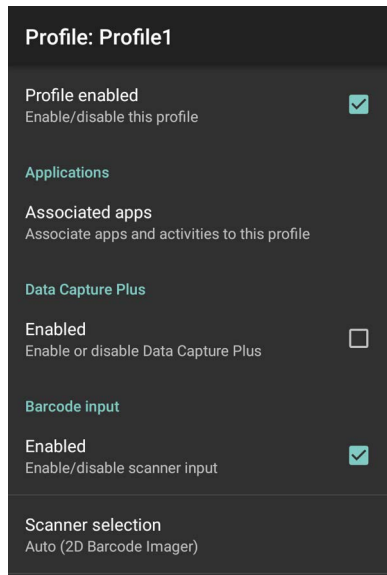 Profile: Profile1
Profile enabled
Enable/disable this profile
Applications
Associated apps
Associate apps and activities to this profile
Data Capture Plus
Enabled
Enable or disable Data Capture Plus
Barcode input
Enabled
Enable/disable scanner input
Scanner selection
Auto (2D Barcode Imager)